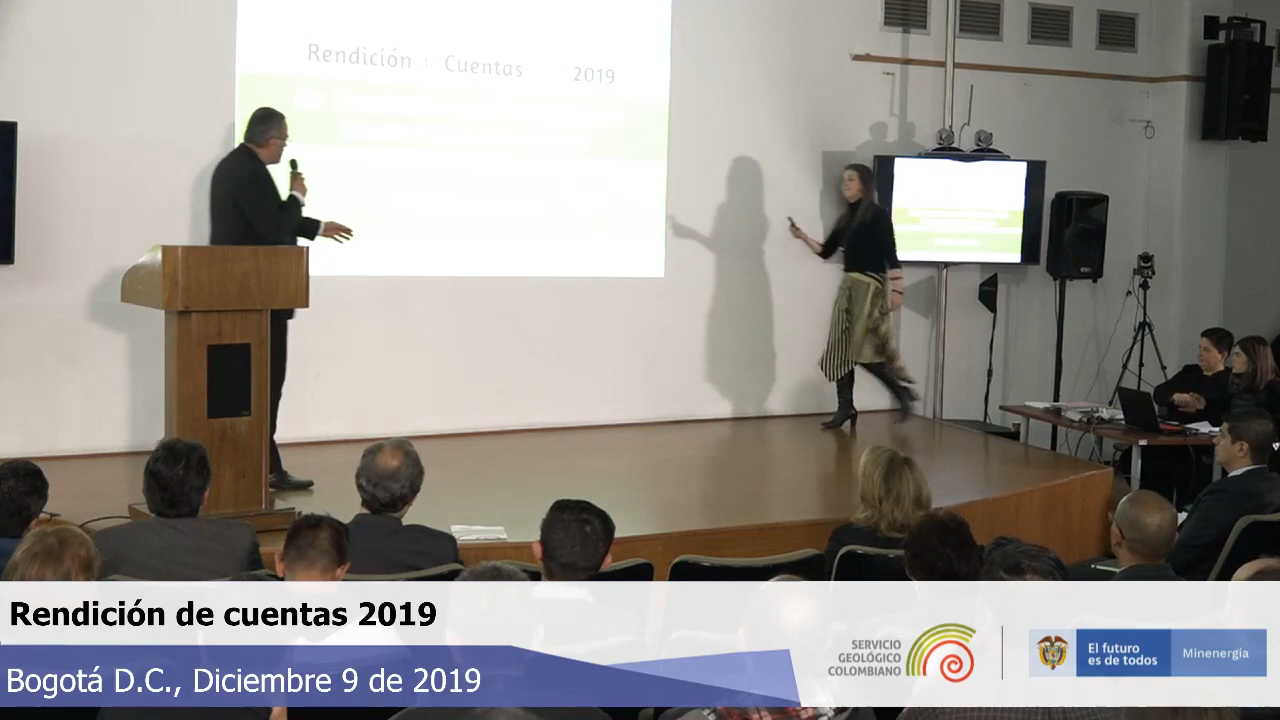 Rendición de Cuentas 2019
Rendición de cuentas 2019
Bogotá D.C., Diciembre 9 de 2019
SERVICIO
GEOLÓGICO
COLOMBIANO
El futuro
es de todos
Minenergía